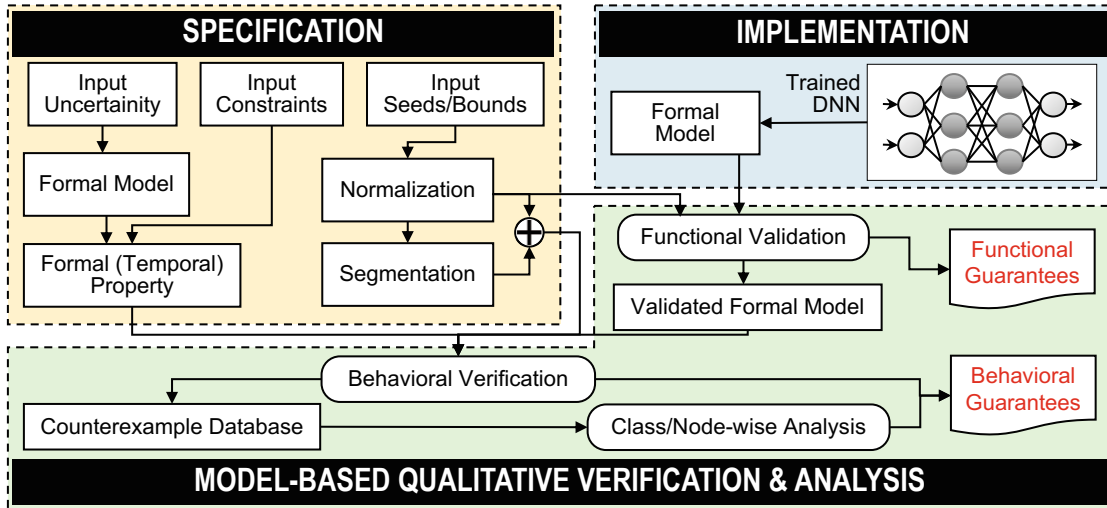 SPECIFICATION
Input
Uncertainity
Input
Constraints
Input
Seeds/Bounds
Formal Model
Normalization
Formal (Temporal)
Property
Segmentation
IMPLEMENTATION
Formal
Model
Trained
DNN
Functional Validation
Functional
Guarantees
Validated Formal Model
Behavioral Verification
Behavioral
Guarantees
Counterexample Database
Class/Node-wise Analysis
MODEL-BASED QUALITATIVE VERIFICATION & ANALYSIS